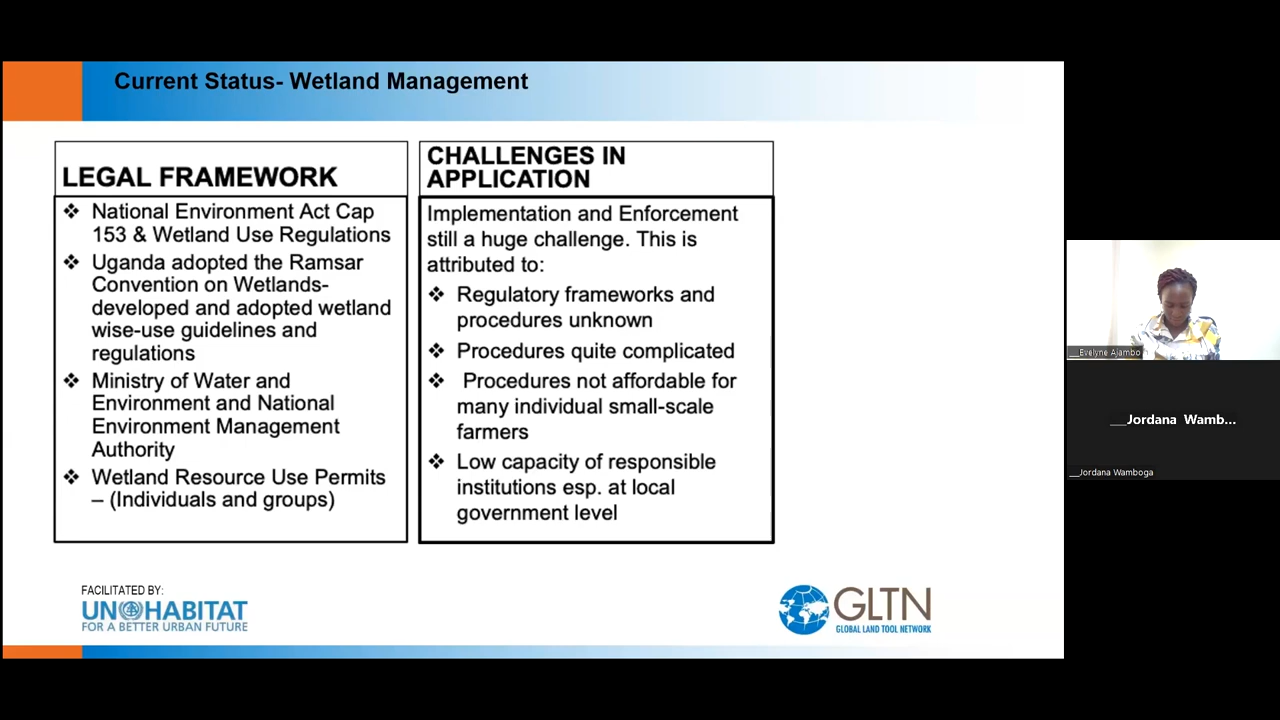 Current Status- Wetland Management
LEGAL FRAMEWORK
❖ National Environment Act Cap
153 & Wetland Use Regulations
❖ Uganda adopted the Ramsar
Convention on Wetlands-
developed and adopted wetland
wise-use guidelines and
regulations
❖ Ministry of Water and
Environment and National
Environment Management
Authority
❖ Wetland Resource Use Permits
– (Individuals and groups)
CHALLENGES IN
APPLICATION
Implementation and Enforcement
still a huge challenge. This is
attributed to:
❖ Regulatory frameworks and
procedures unknown
❖ Procedures quite complicated
❖ Procedures not affordable for
many individual small-scale
farmers
❖ Low capacity of responsible
institutions esp. at local
government level
FACILITATED BY:
UN HABITAT
FOR A BETTER URBAN FUTURE
GLTN
GLOBAL LAND TOOL NETWORK
__Evelyne Ajambo
__Jordana Wamb...
__Jordana Wamboga